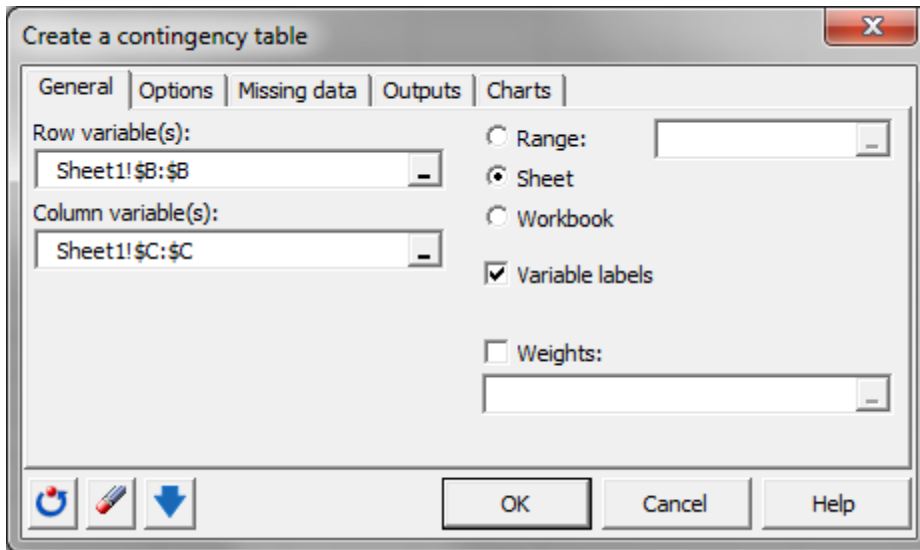 Create a contingency table
General
Options
Missing data
Outputs
Charts
Row variable(s):
Sheet1!$B:$B
Column variable(s):
Sheet1!$C:$C
Range:
Sheet
Workbook
Variable labels
Weights:
OK
Cancel
Help